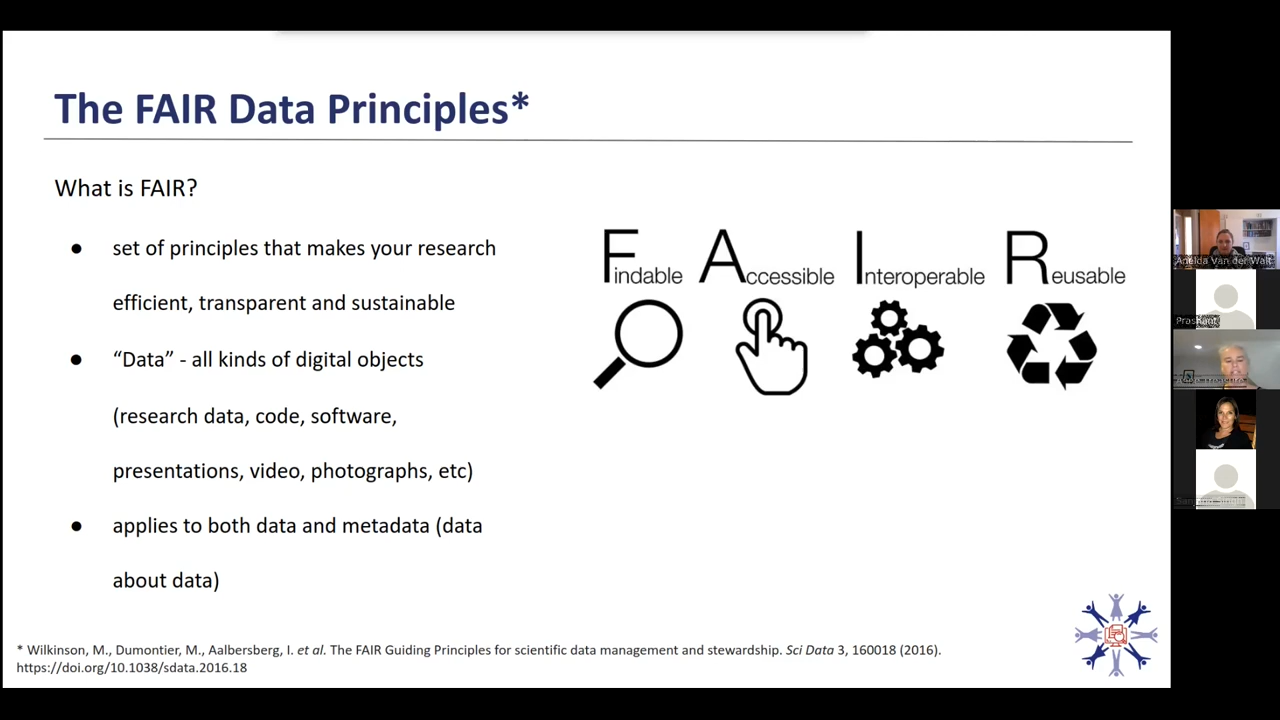 The FAIR Data Principles*
What is FAIR?
● set of principles that makes your research
efficient, transparent and sustainable
● “Data” - all kinds of digital objects
(research data, code, software,
presentations, video, photographs, etc)
● applies to both data and metadata (data
about data)
Findable Accessible Interoperable Reusable
* Wilkinson, M., Dumontier, M., Aalbersberg, I. et al. The FAIR Guiding Principles for scientific data management and stewardship. Sci Data 3, 160018 (2016).
https://doi.org/10.1038/sdata.2016.18
Anelda Van der Walt
Prashant